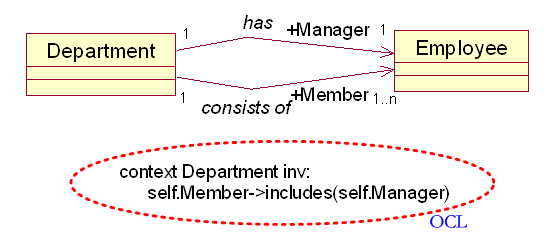 has
1
+Manager
1
Department
Employee
1
consists of
+Member
1..n
context Department inv:
self.Member->includes(self.Manager)
OCL